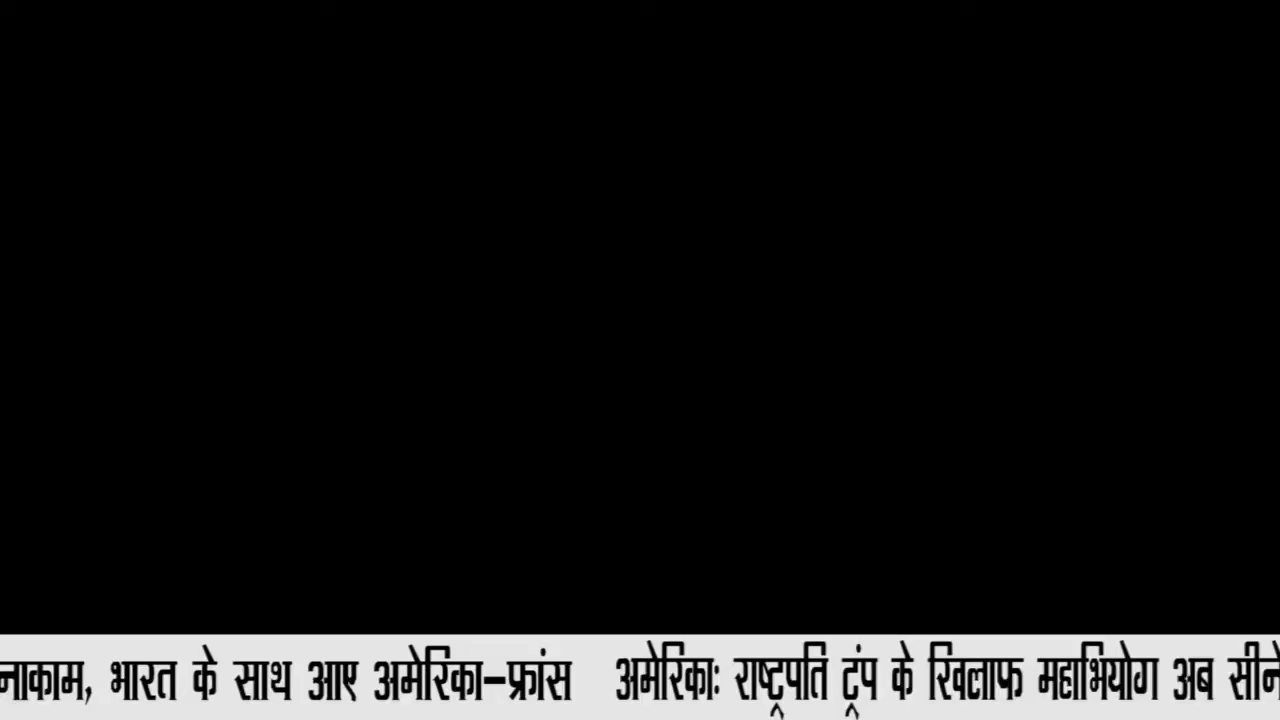 नाकाम, भारत के साथ आए अमेरिका-फ्रांस अमेरिकाः राष्ट्रपति ट्रंप के खिलाफ महाभियोग अब